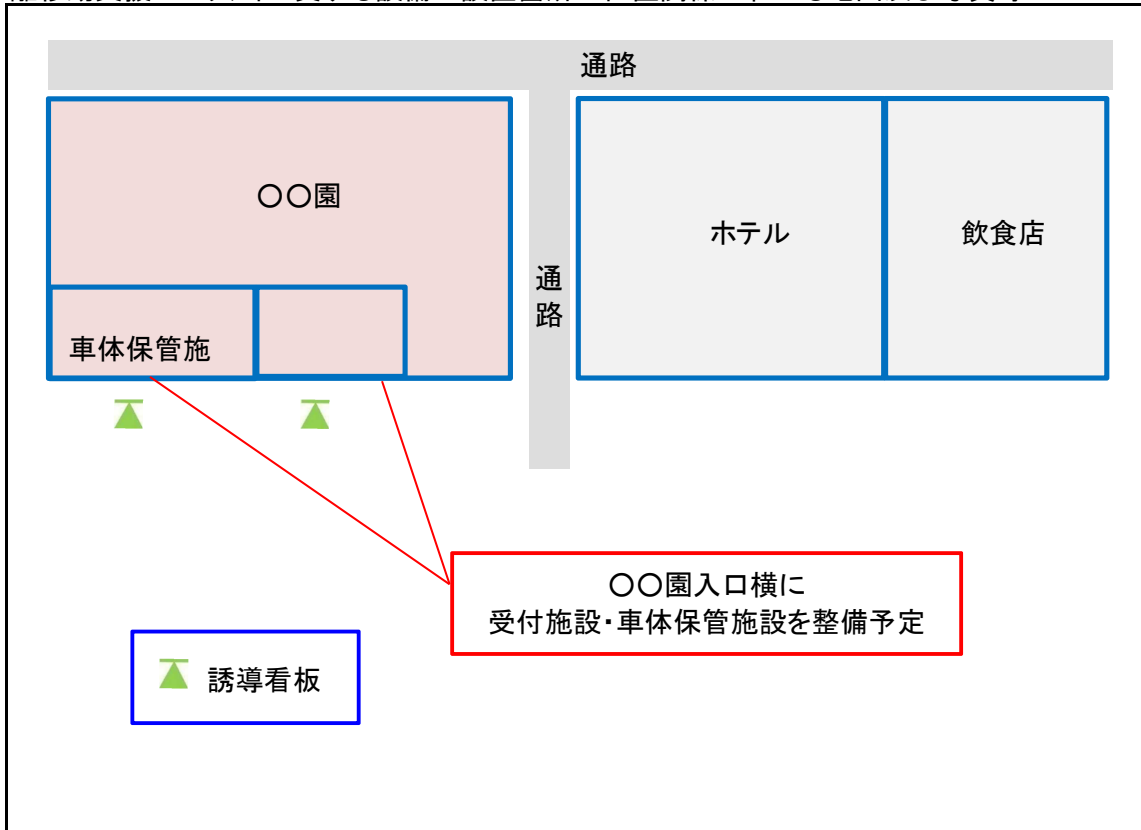 通路
〇〇園
ホテル
飲食店
通路
車体保管施
〇〇園入口横に
受付施設・車体保管施設を整備予定
誘導看板